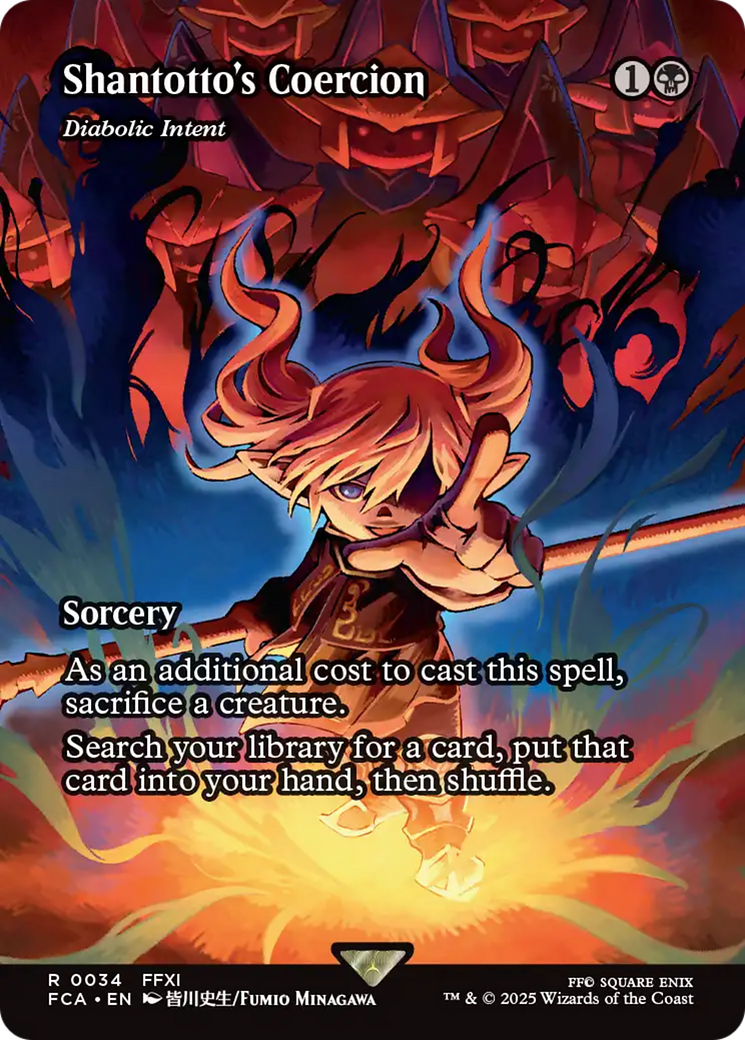 Shantotto's Coercion 1
Diabolic Intent
Sorcery
As an additional cost to cast this spell,
sacrifice a creature.
Search your library for a card, put that
card into your hand, then shuffle.
R 0034 FFXI
FCA • EN 皆川史生/Fumio Minagawa
FF© SQUARE ENIX
™ & © 2025 Wizards of the Coast